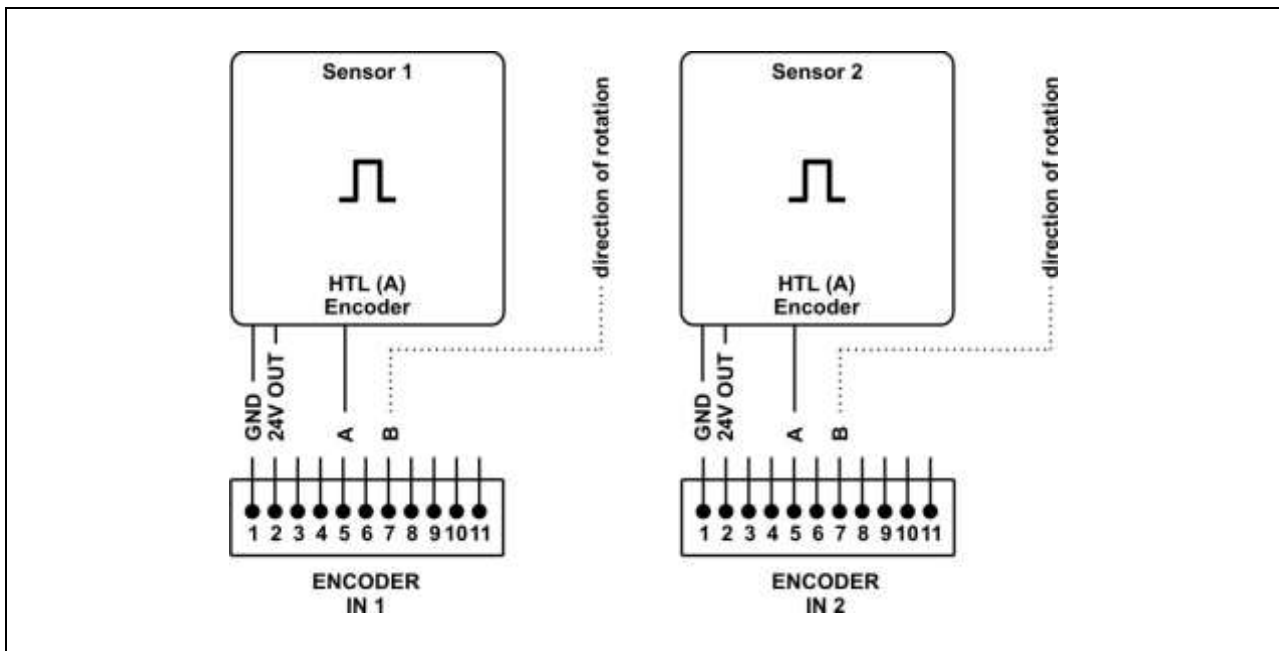 Sensor 1
HTL (A)
Encoder
direction of rotation
GND
24V OUT
A
B
1 2 3 4 5 6 7 8 9 10 11
ENCODER
IN 1
Sensor 2
HTL (A)
Encoder
direction of rotation
GND
24V OUT
A
B
1 2 3 4 5 6 7 8 9 10 11
ENCODER
IN 2